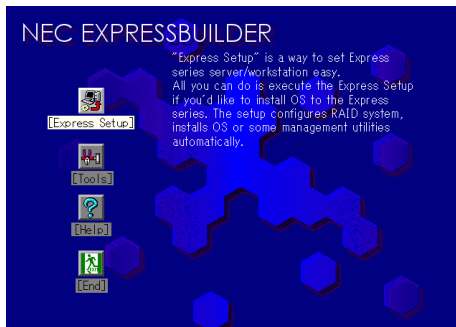 NEC EXPRESSBUILDER
"Express Setup" is a way to set Express
series server/workstation easy.
All you can do is execute the Express Setup
if you'd like to install OS to the Express
series. The setup configures RAID system,
installs OS or some management utilities
automatically.
[Express Setup]
[Tools]
[Help]
[End]